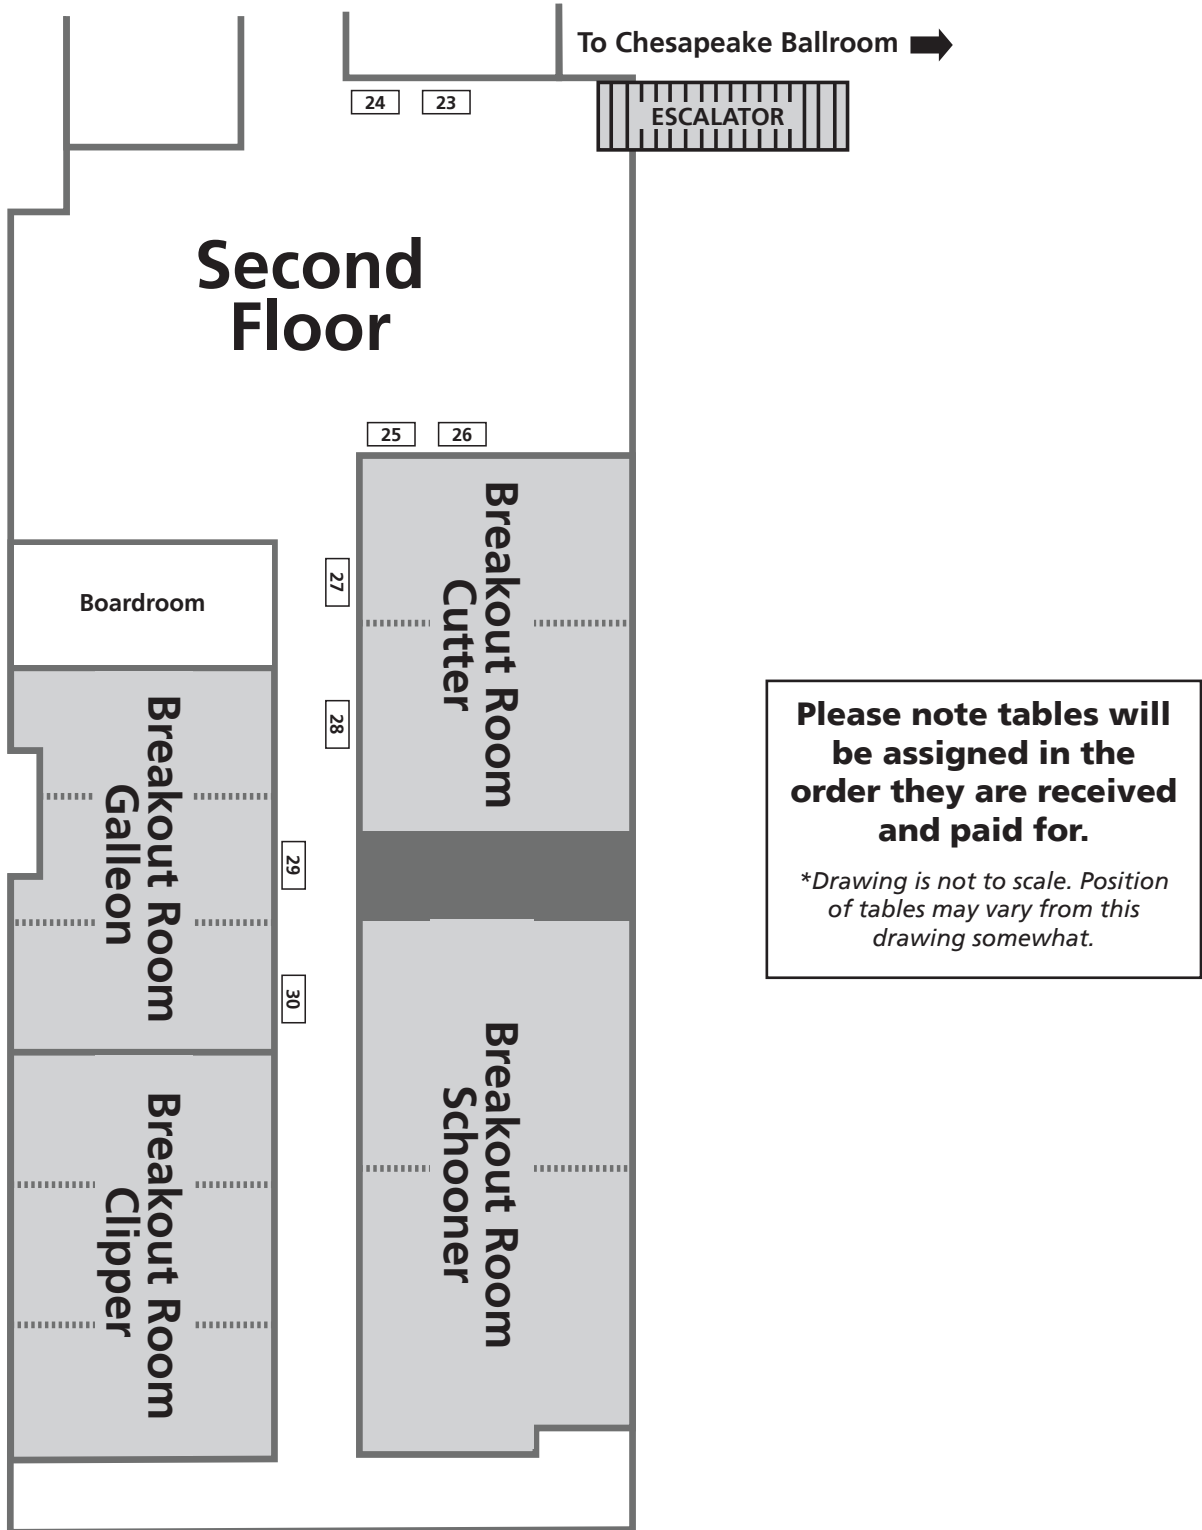 To Chesapeake Ballroom
24
23
ESCALATOR
Second
Floor
25
26
Breakout Room
Cutter
27
Boardroom
28
Breakout Room
Galleon
Please note tables will
be assigned in the
order they are received
and paid for.
*Drawing is not to scale. Position
of tables may vary from this
drawing somewhat.
29
30
Breakout Room
Schooner
Breakout Room
Clipper